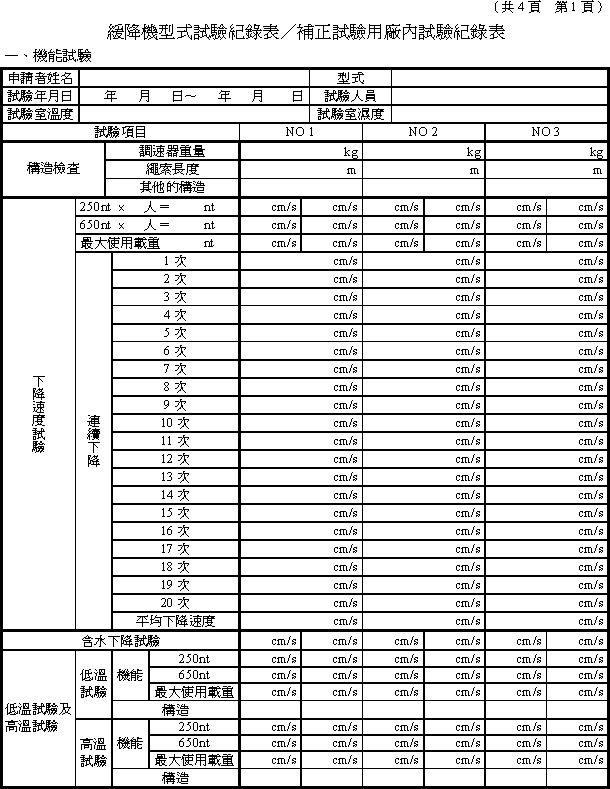 （共4頁　第1頁）
緩降機型式試驗紀錄表／補正試驗用廠內試驗紀錄表
一、機能試驗
申請者姓名 型式
試驗年月日 年 月 日～ 年 月 日 試驗人員
試驗室溫度 試驗室濕度
試驗項目 NO 1 NO 2 NO 3
構造檢查 調速器重量 kg kg kg
繩索長度 m m m
其他的構造
下降速度試驗
250nt × 人＝ nt cm/s cm/s cm/s cm/s cm/s cm/s
650nt × 人＝ nt cm/s cm/s cm/s cm/s cm/s cm/s
最大使用載重 nt cm/s cm/s cm/s cm/s cm/s cm/s
連續下降
1 次 cm/s cm/s cm/s
2 次 cm/s cm/s cm/s
3 次 cm/s cm/s cm/s
4 次 cm/s cm/s cm/s
5 次 cm/s cm/s cm/s
6 次 cm/s cm/s cm/s
7 次 cm/s cm/s cm/s
8 次 cm/s cm/s cm/s
9 次 cm/s cm/s cm/s
10 次 cm/s cm/s cm/s
11 次 cm/s cm/s cm/s
12 次 cm/s cm/s cm/s
13 次 cm/s cm/s cm/s
14 次 cm/s cm/s cm/s
15 次 cm/s cm/s cm/s
16 次 cm/s cm/s cm/s
17 次 cm/s cm/s cm/s
18 次 cm/s cm/s cm/s
19 次 cm/s cm/s cm/s
20 次 cm/s cm/s cm/s
平均下降速度 cm/s cm/s cm/s
含水下降試驗 cm/s cm/s cm/s cm/s cm/s cm/s
低溫試驗及
高溫試驗
低溫
試驗
機能
250nt cm/s cm/s cm/s cm/s cm/s cm/s
650nt cm/s cm/s cm/s cm/s cm/s cm/s
最大使用載重 cm/s cm/s cm/s cm/s cm/s cm/s
構造
高溫
試驗
機能
250nt cm/s cm/s cm/s cm/s cm/s cm/s
650nt cm/s cm/s cm/s cm/s cm/s cm/s
最大使用載重 cm/s cm/s cm/s cm/s cm/s cm/s
構造